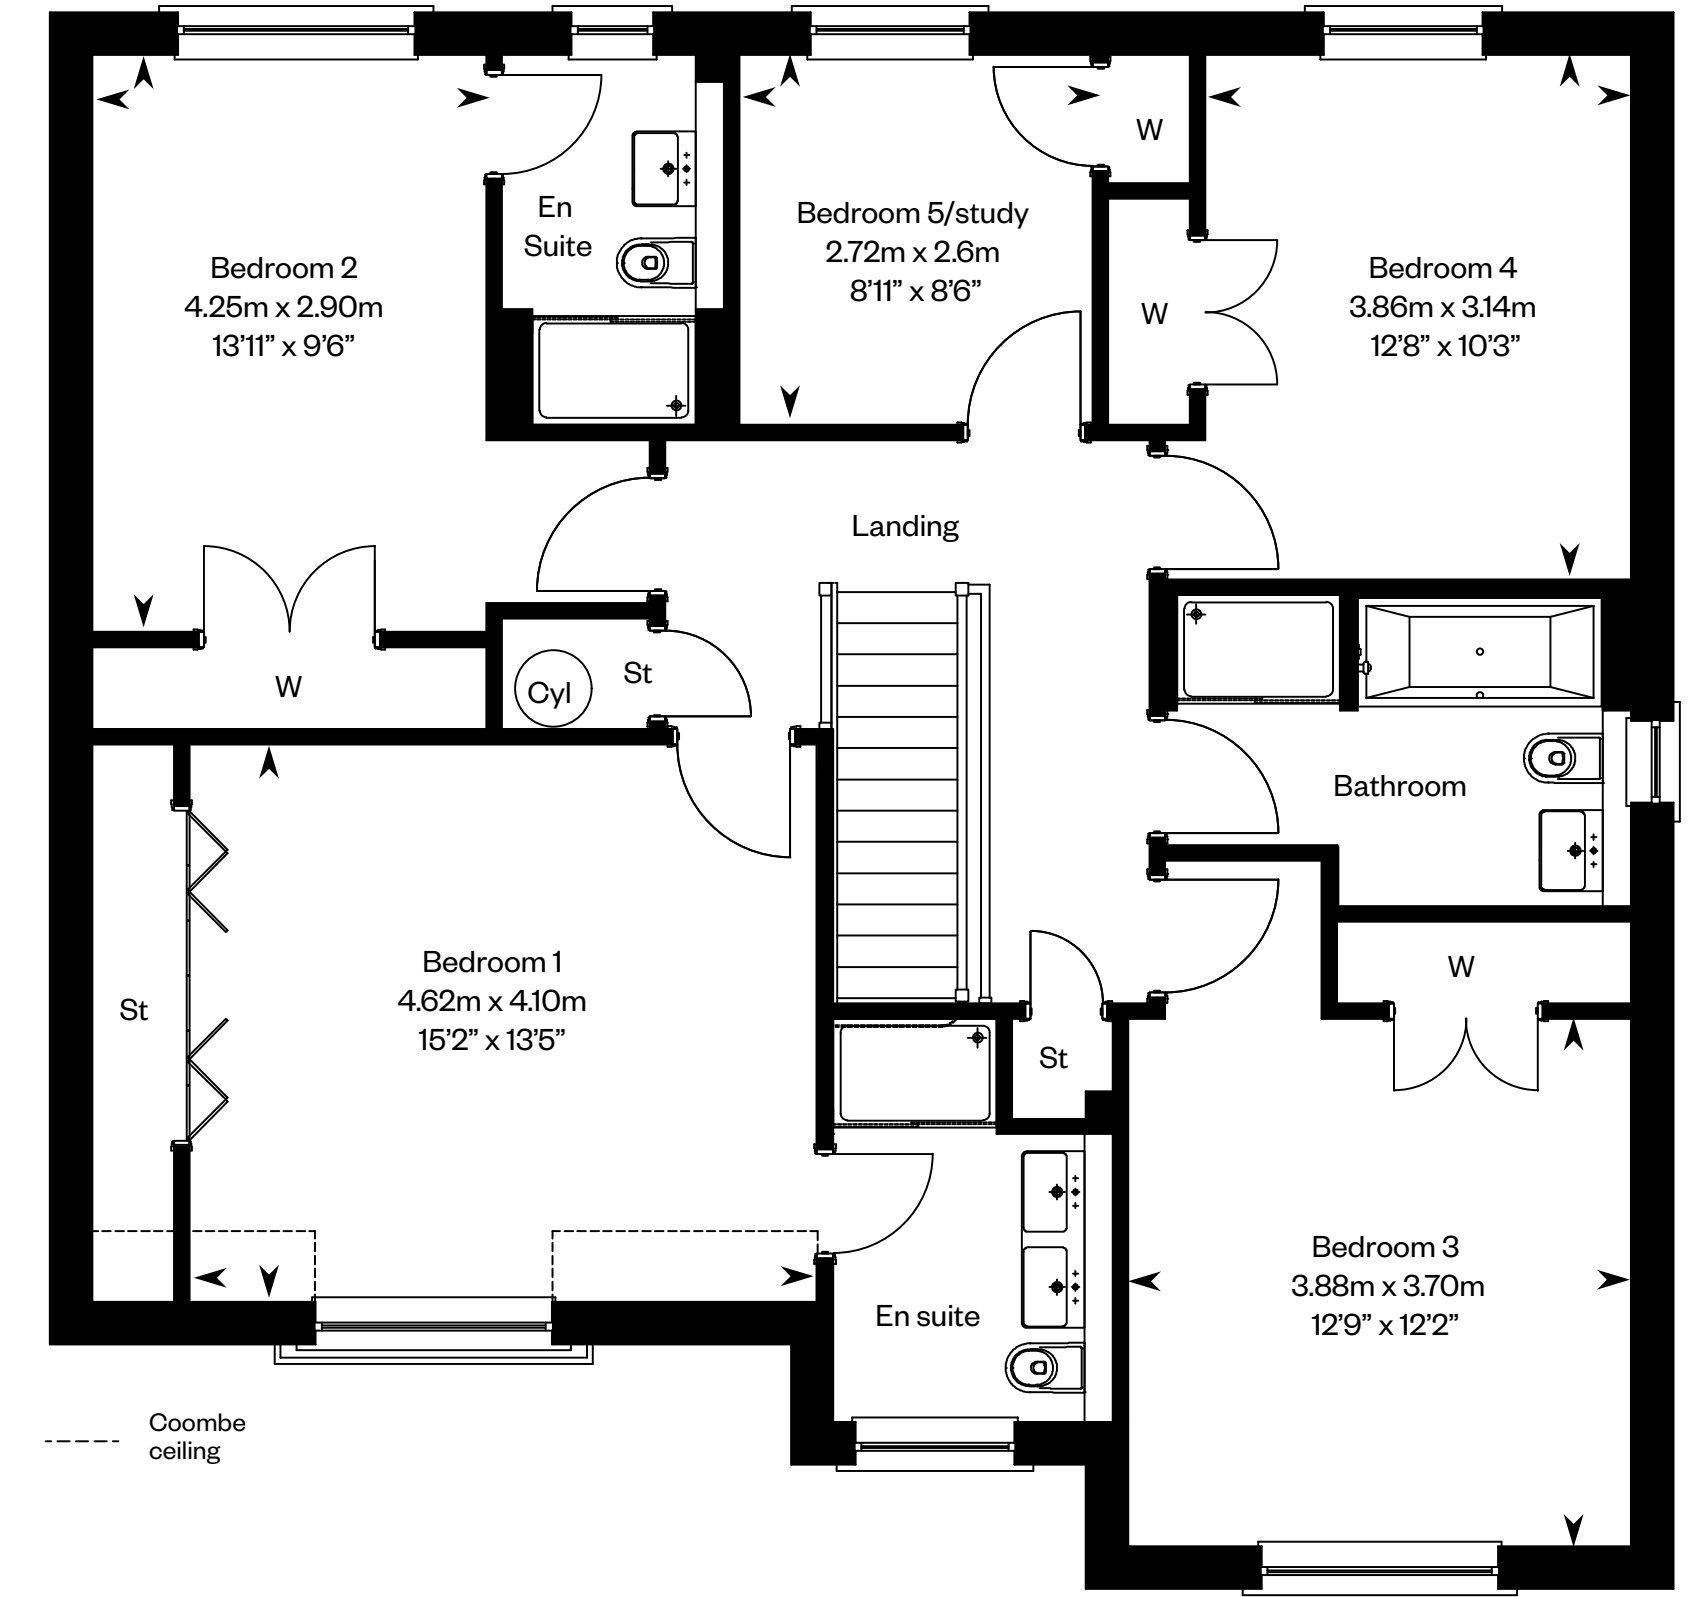 W
En
Suite
Bedroom 5/study
2.72m x 2.6m
8’11” x 8’6”
Bedroom 2
4.25m x 2.90m
13’11” x 9’6”
W
Bedroom 4
3.86m x 3.14m
12’8” x 10’3”
Landing
W
Cyl
St
Bathroom
Bedroom 1
4.62m x 4.10m
15’2” x 13’5”
St
W
St
Bedroom 3
3.88m x 3.70m
12’9” x 12’2”
En suite
Coombe
ceiling